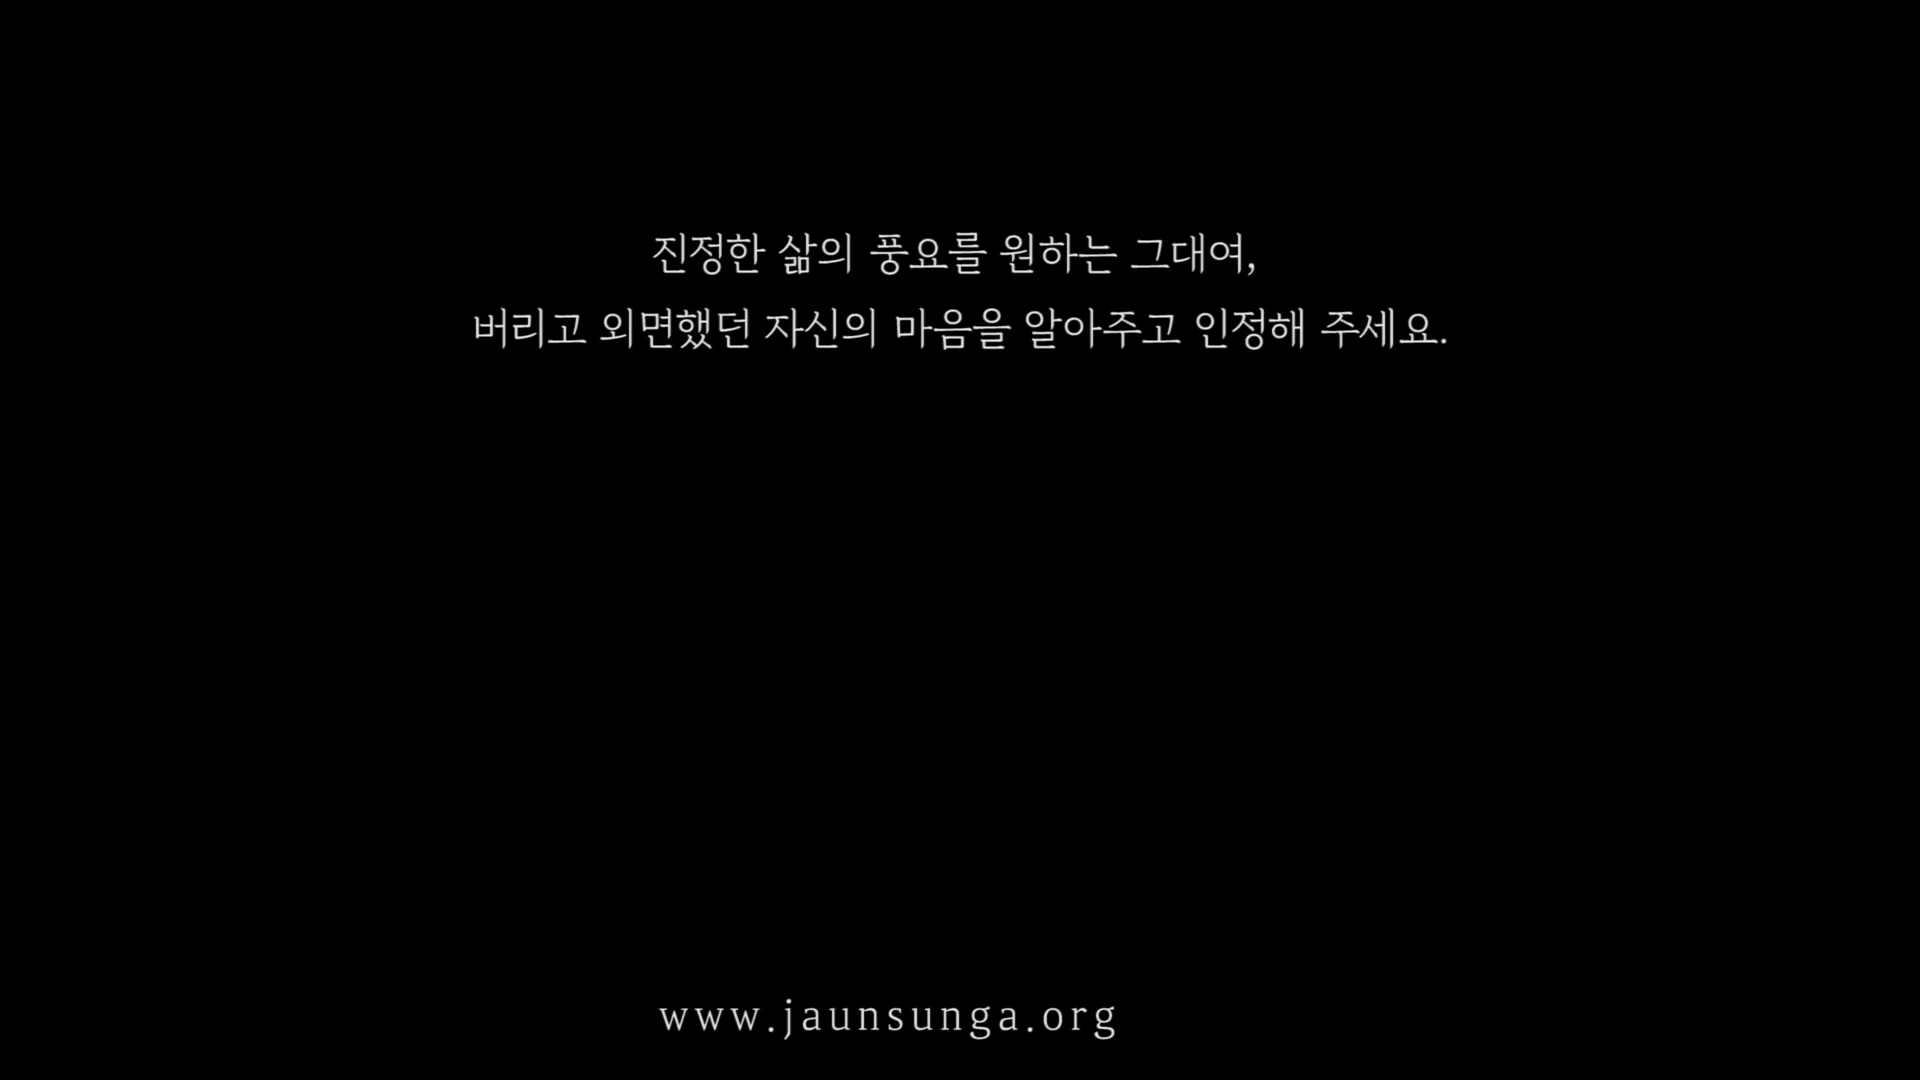 진정한 삶의 풍요를 원하는 그대여,
버리고 외면했던 자신의 마음을 알아주고 인정해 주세요.
www.jaunsunga.org